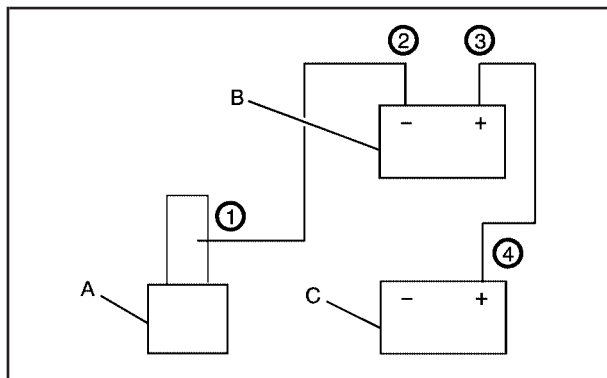 ② ③
B
− +
①
④
A
C
− +